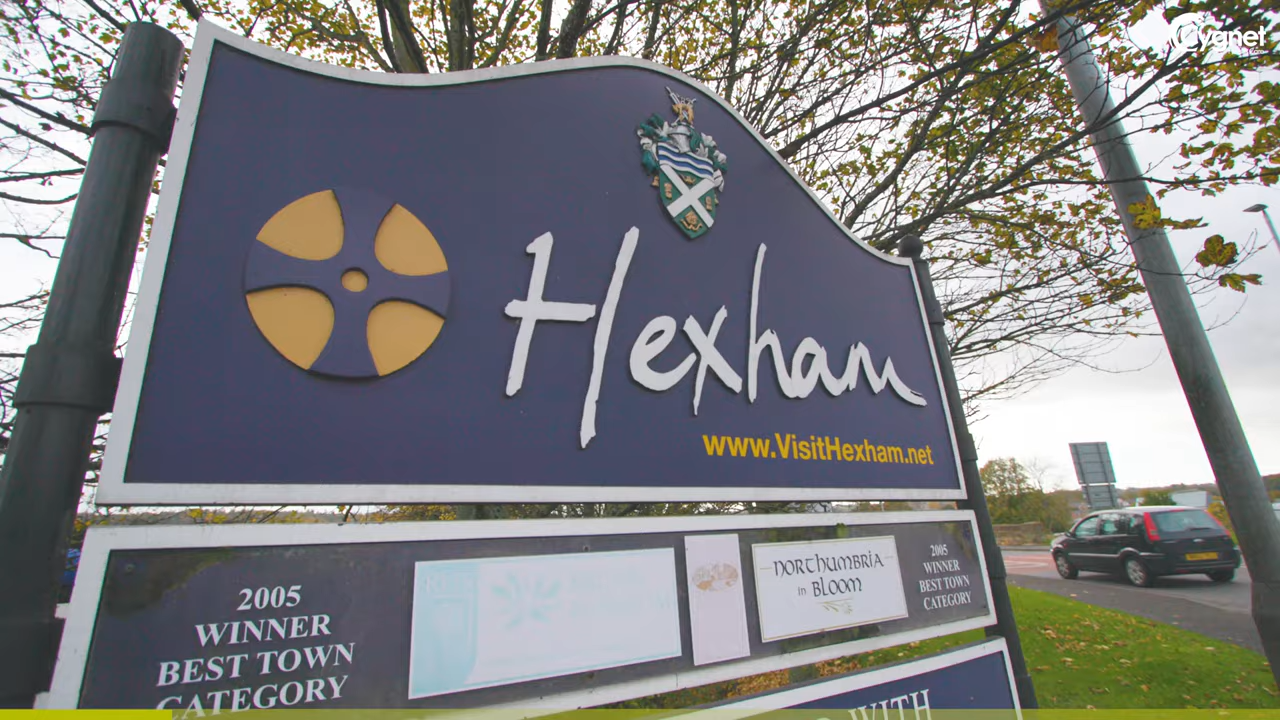 Cygnet
Hexham
www.VisitHexham.net
2005
WINNER
BEST TOWN
CATEGORY
NORTHUMBRIA
in BLOOM
2005
WINNER
BEST TOWN
CATEGORY
WITH